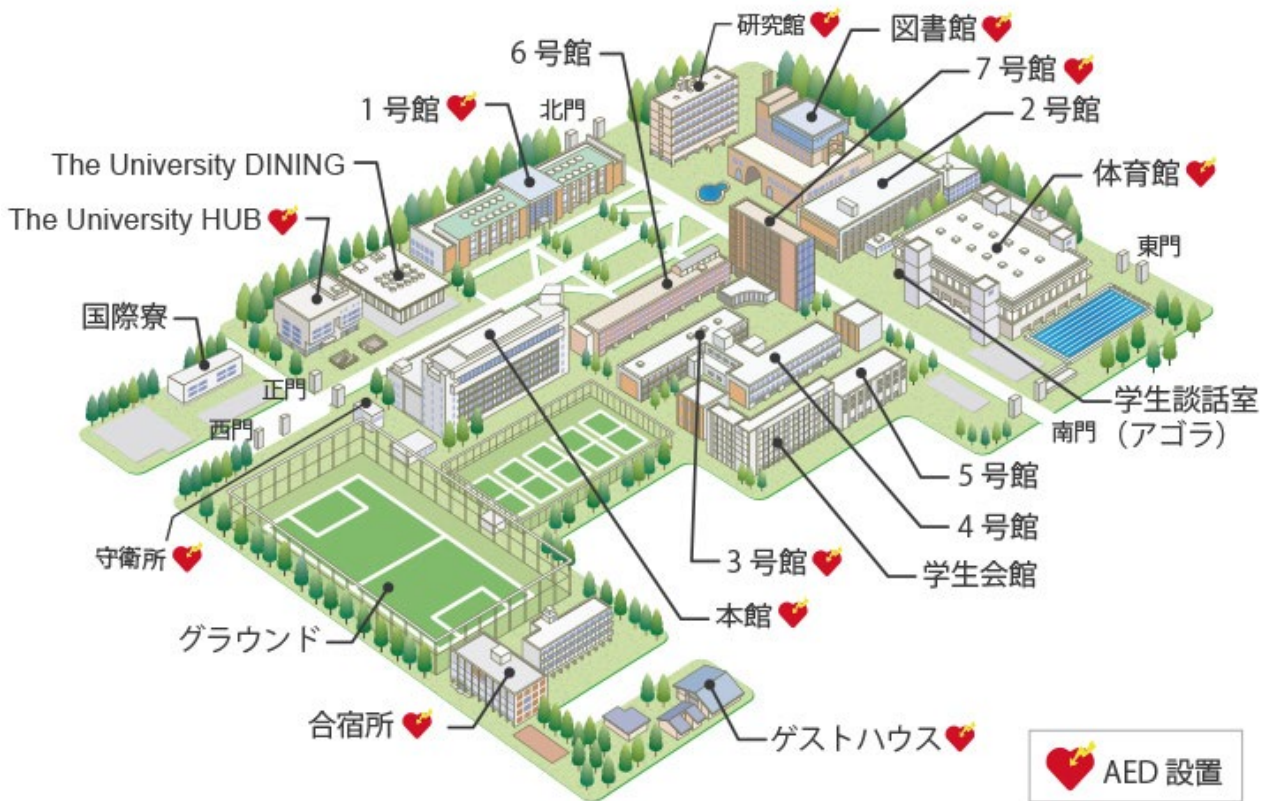 研究館
図書館
6 号館
7 号館
1 号館
北門
2 号館
The University DINING
体育館
The University HUB
東門
国際寮
正門
西門
学生談話室
（アゴラ）
南門
5 号館
4 号館
守衛所
3 号館
学生会館
本館
グラウンド
合宿所
ゲストハウス
AED 設置